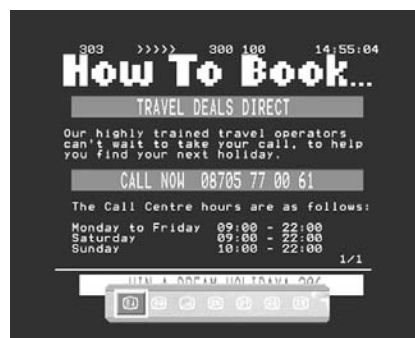 303 >>>>> 300 100 14:55:04
How To Book...
TRAVEL DEALS DIRECT
Our highly trained travel operators
can't wait to take your call, to help
you find your next holiday.
CALL NOW 08705 77 00 61
The Call Centre hours are as follows:
Monday to Friday 09:00 - 22:00
Saturday 09:00 - 22:00
Sunday 10:00 - 22:00
1/1
WIN A DREAM HOLIDAY